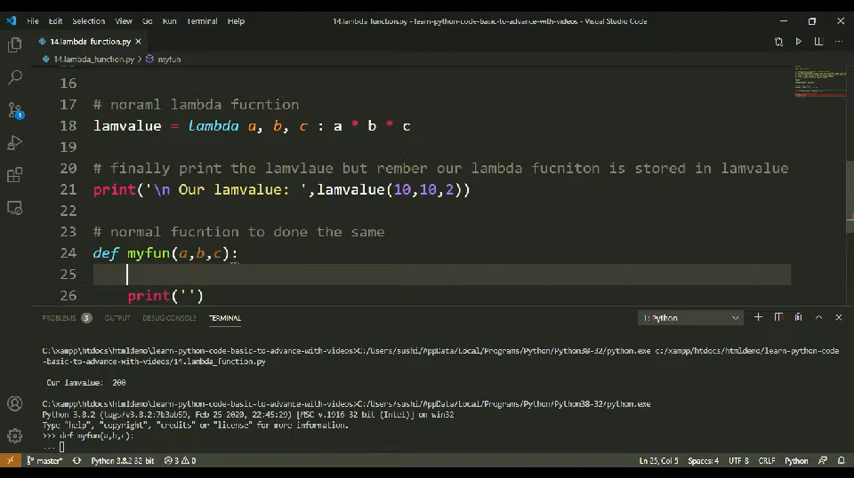 File Edit Selection View Go Run Terminal Help 14.lambda_function.py - learn-python-code-basic-to-advance-with-videos - Visual Studio Code
14.lambda_function.py
14.lambda_function.py > myfun
16
17 # noraml lambda fucntion
18 lamvalue = lambda a, b, c : a * b * c
19
20 # finally print the lamvlaue but rember our lambda fucniton is stored in lamvalue
21 print('\n Our lamvalue: ',lamvalue(10,10,2))
22
23 # normal fucntion to done the same
24 def myfun(a,b,c):
25
26 print('')
PROBLEMS 3 OUTPUT DEBUG CONSOLE TERMINAL 1: Python
C:\xampp\htdocs\htmldemo\learn-python-code-basic-to-advance-with-videos>C:/Users/sushi/AppData/Local/Programs/Python/Python38-32/python.exe c:/xampp/htdocs/htmldemo/learn-python-code
-basic-to-advance-with-videos/14.lambda_function.py
Our lamvalue: 200
C:\xampp\htdocs\htmldemo\learn-python-code-basic-to-advance-with-videos>C:/Users/sushi/AppData/Local/Programs/Python/Python38-32/python.exe
Python 3.8.2 (tags/v3.8.2:7b3ab59, Feb 25 2020, 22:45:29) [MSC v.1916 32 bit (Intel)] on win32
Type "help", "copyright", "credits" or "license" for more information.
>>> def myfun(a,b,c):
...
master* Python 3.8.2 32-bit 3 0 Ln 25, Col 5 Spaces: 4 UTF-8 CRLF Python